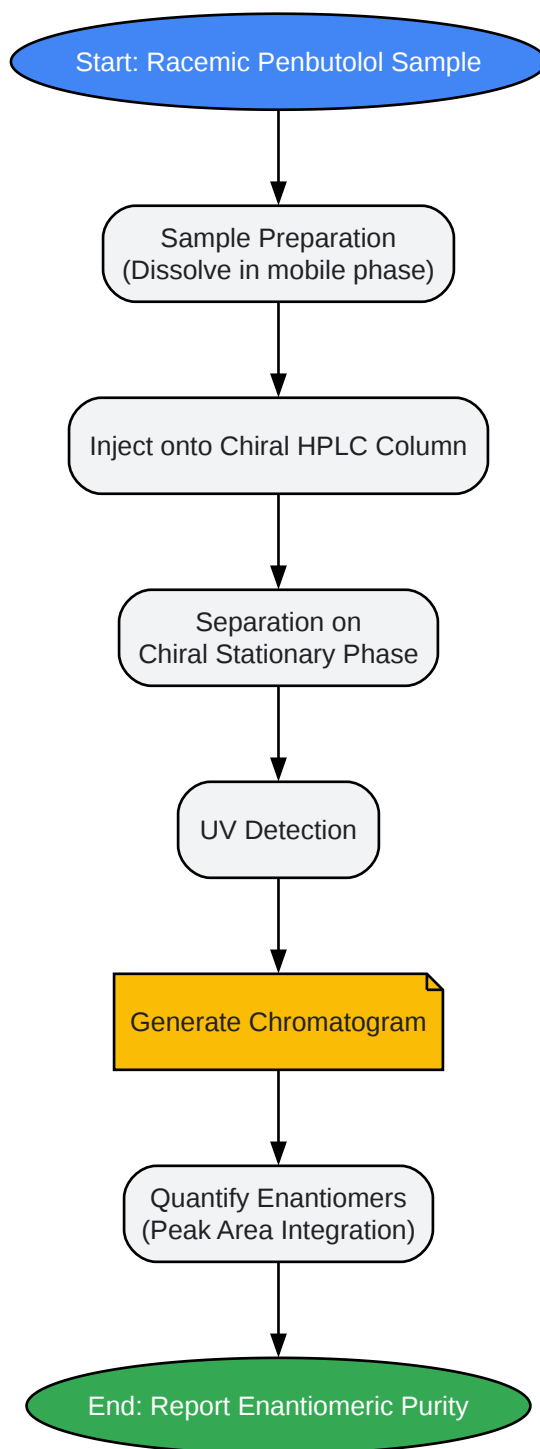 Start: Racemic Penbutolol Sample
Sample Preparation
(Dissolve in mobile phase)
Inject onto Chiral HPLC Column
Separation on
Chiral Stationary Phase
UV Detection
Generate Chromatogram
Quantify Enantiomers
(Peak Area Integration)
End: Report Enantiomeric Purity